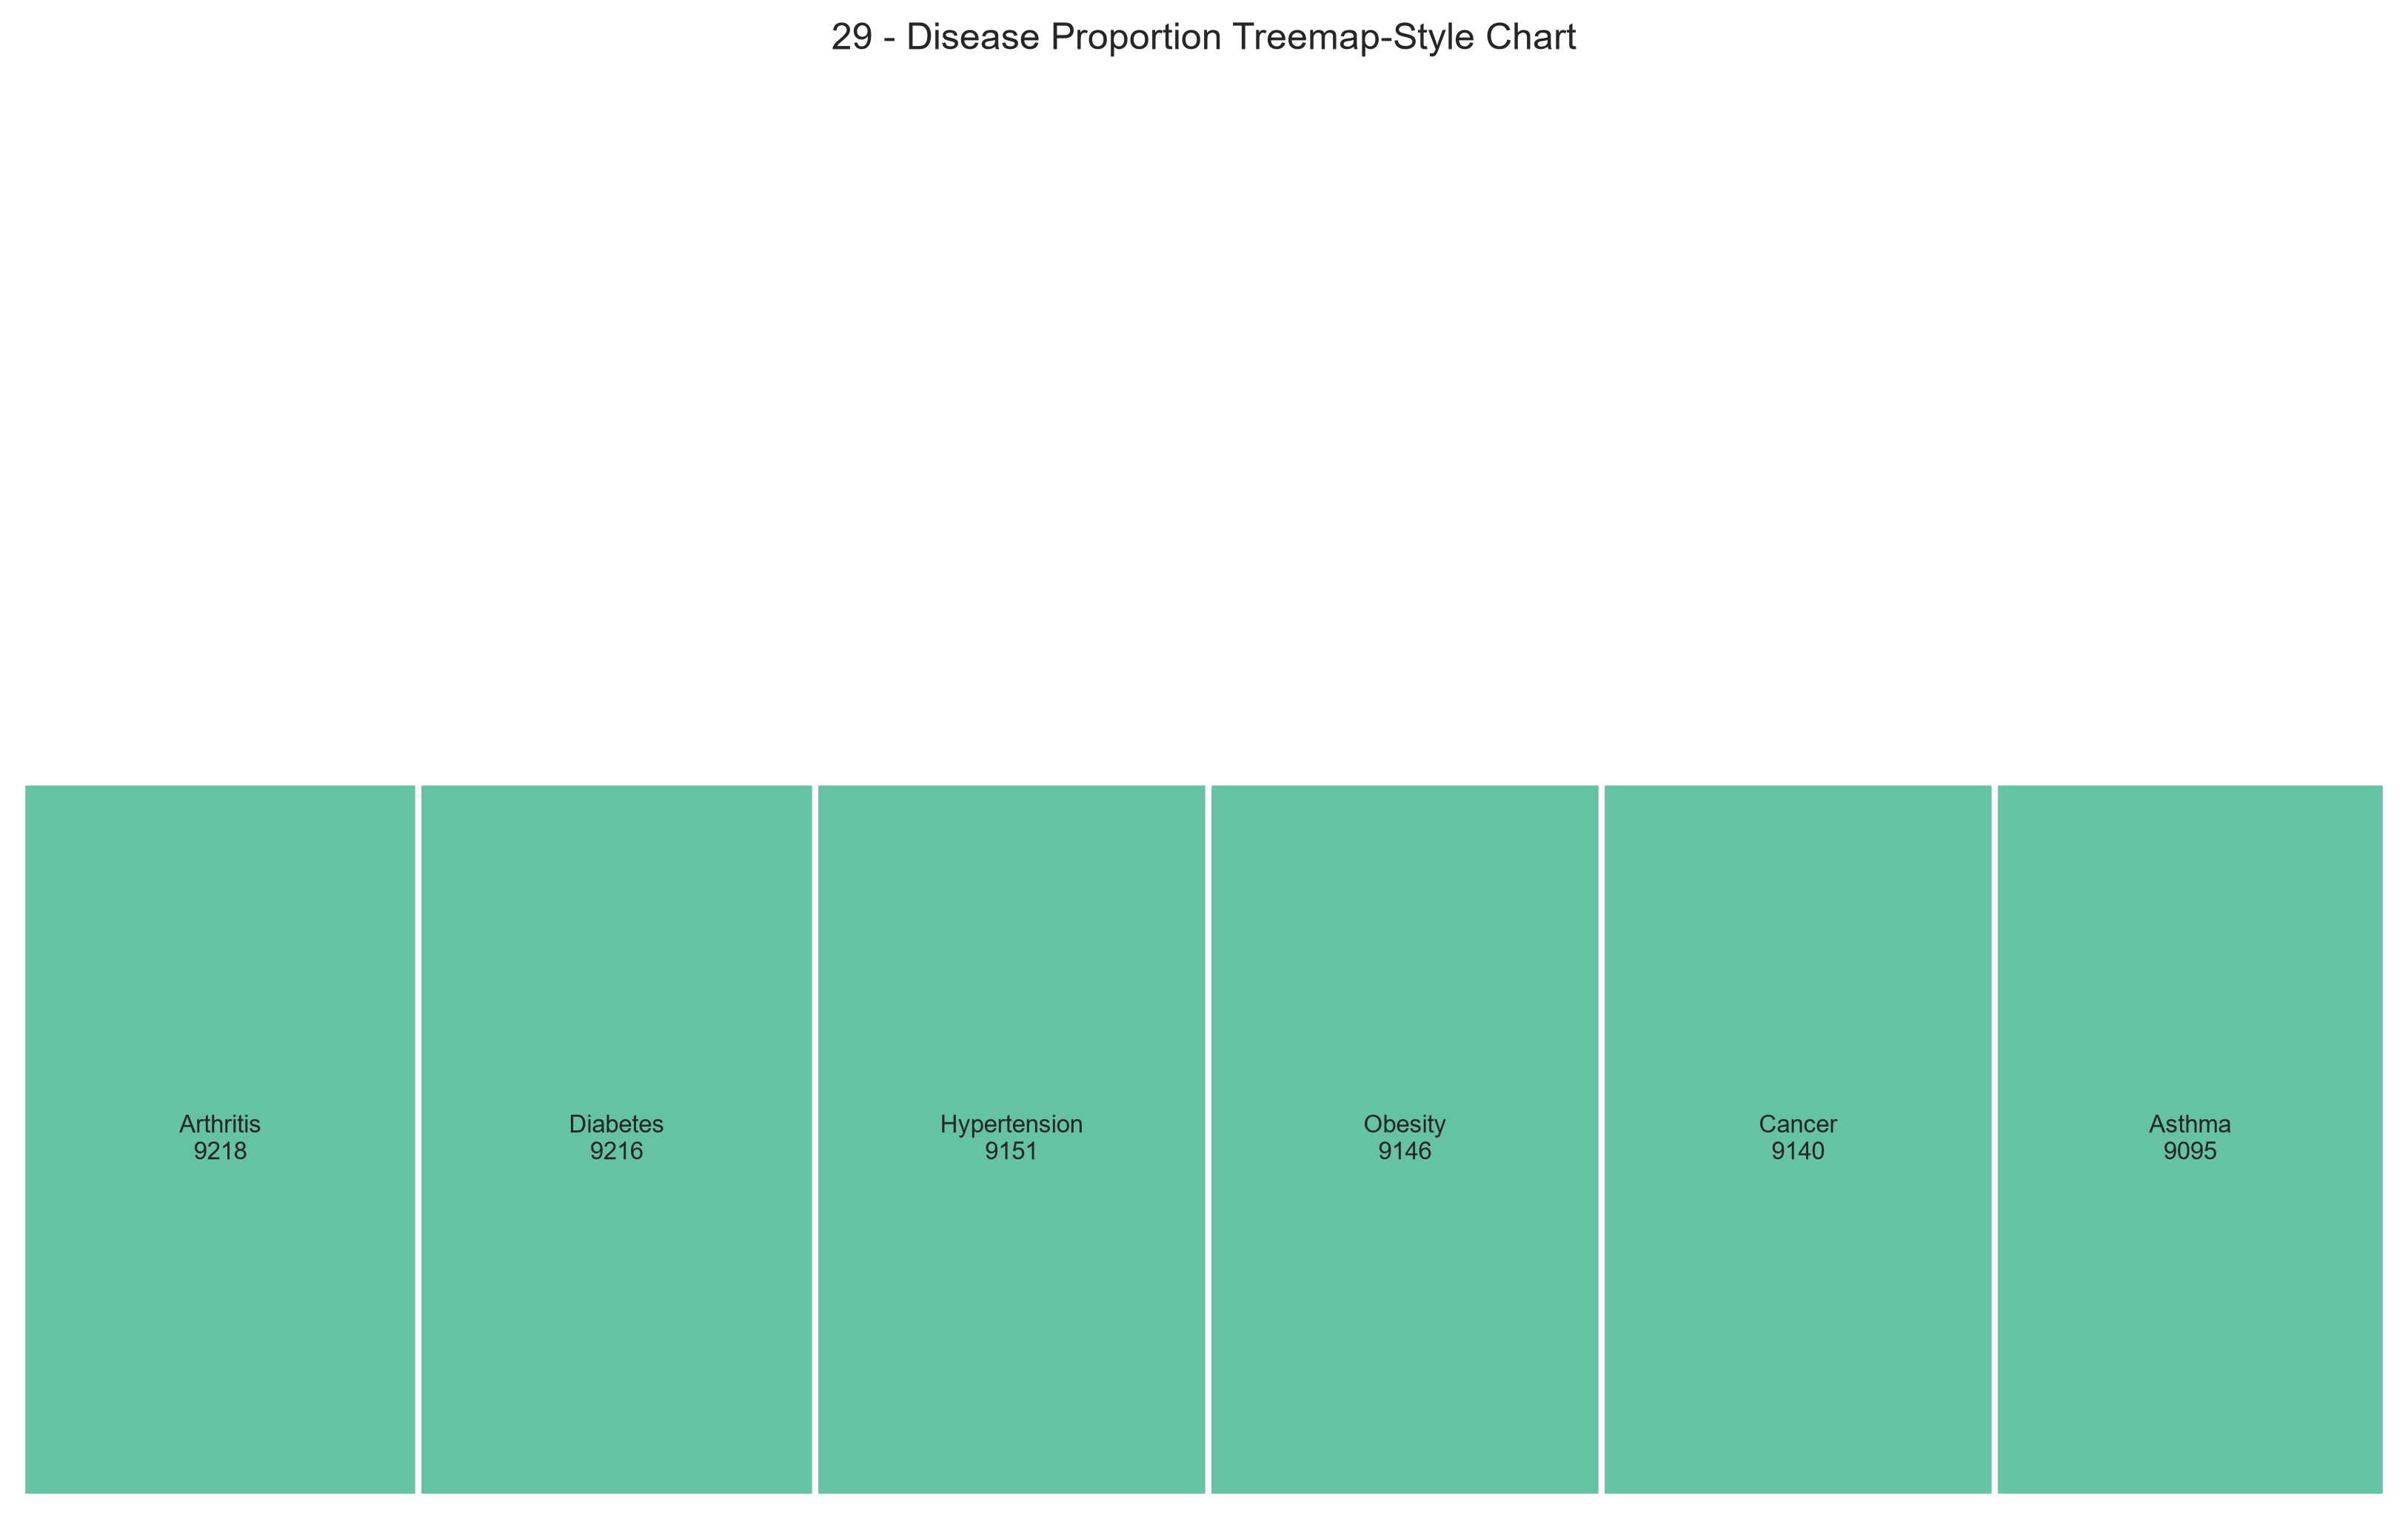 29 - Disease Proportion Treemap-Style Chart
Arthritis
9218
Diabetes
9216
Hypertension
9151
Obesity
9146
Cancer
9140
Asthma
9095